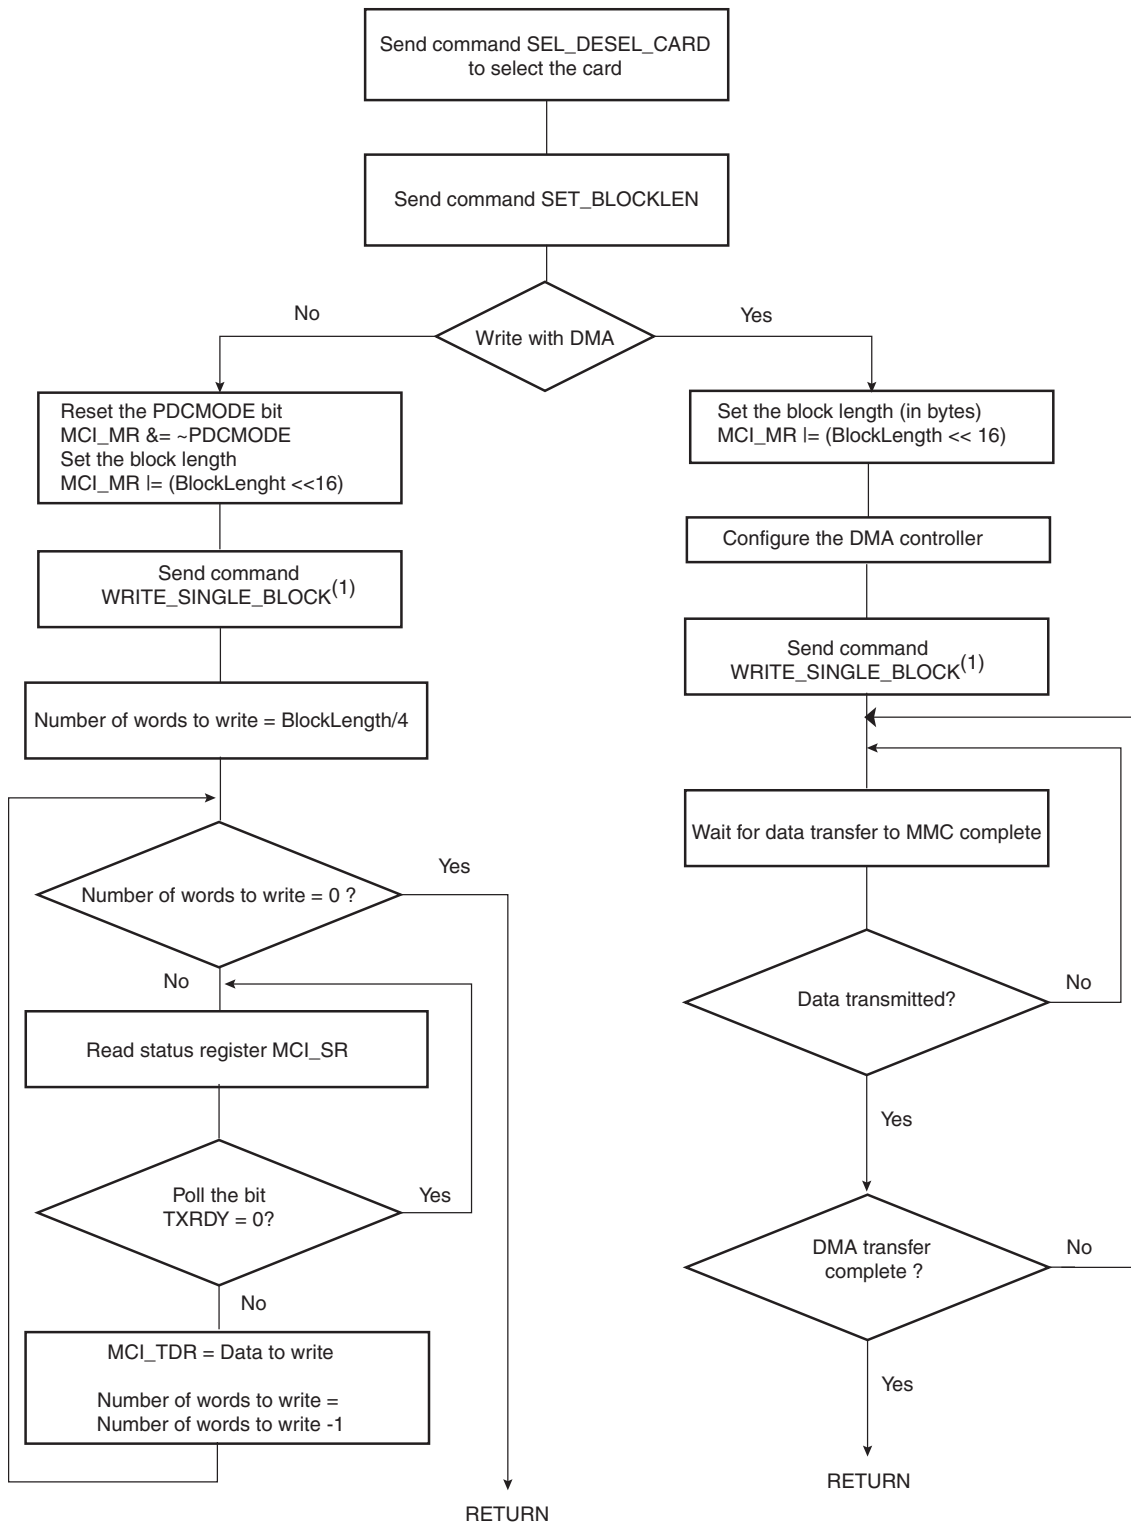 Send command SEL_DESEL_CARD
to select the card
Send command SET_BLOCKLEN
No
Yes
Write with DMA
Reset the PDCMODE bit
MCI_MR &= ~PDCMODE
Set the block length
MCI_MR |= (BlockLenght <<16)
Send command
WRITE_SINGLE_BLOCK(1)
Number of words to write = BlockLength/4
Number of words to write = 0 ?
Yes
No
Read status register MCI_SR
Poll the bit
TXRDY = 0?
Yes
No
MCI_TDR = Data to write
Number of words to write =
Number of words to write -1
RETURN
Set the block length (in bytes)
MCI_MR |= (BlockLength << 16)
Configure the DMA controller
Send command
WRITE_SINGLE_BLOCK(1)
Wait for data transfer to MMC complete
Data transmitted?
No
Yes
DMA transfer
complete ?
No
Yes
RETURN